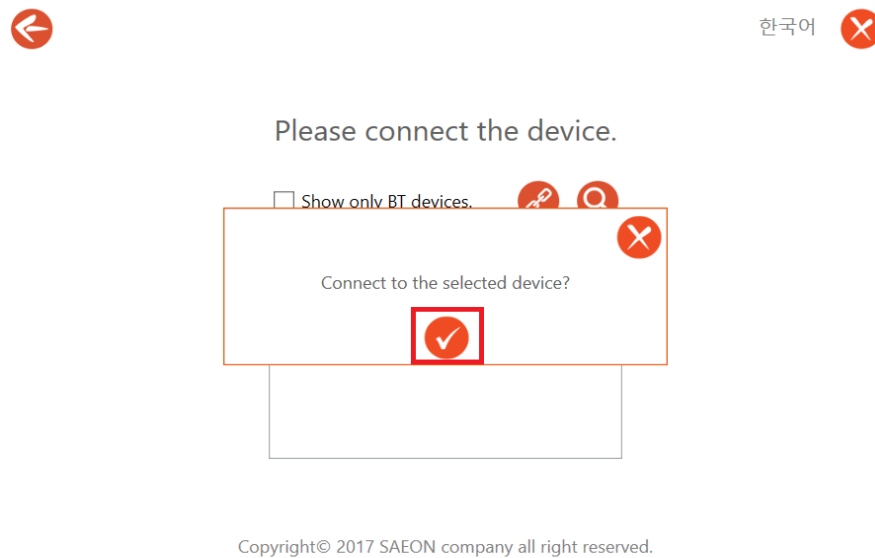 한국어
Please connect the device.
Show only BT devices.
Connect to the selected device?
Copyright© 2017 SAEON company all right reserved.